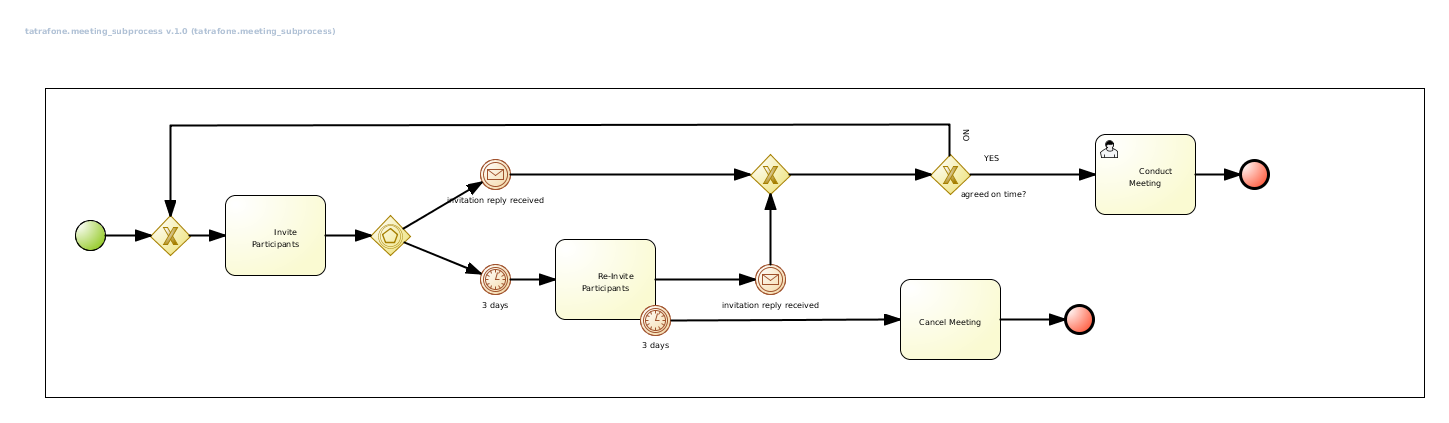 tatrafone.meeting_subprocess v.1.0 (tatrafone.meeting_subprocess)
NO
YES
agreed on time?
Conduct
Meeting
invitation reply received
Invite
Participants
Re-Invite
Participants
3 days
invitation reply received
Cancel Meeting
3 days